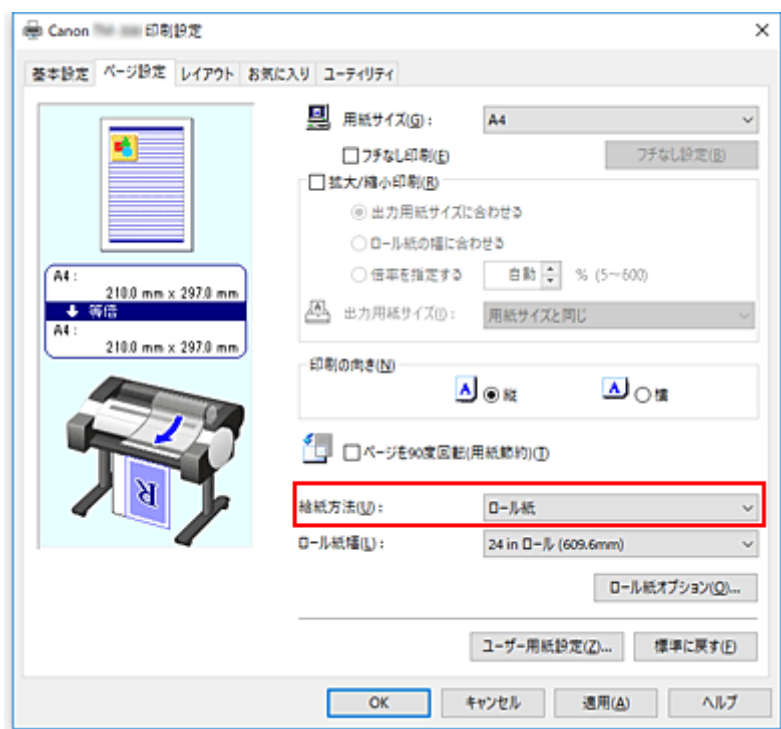 Canon 印刷設定
基本設定 ページ設定 レイアウト お気に入り ユーティリティ
用紙サイズ(G): A4
フチなし印刷(E) フチなし設定(B)
拡大/縮小印刷(R)
出力用紙サイズに合わせる
ロール紙の幅に合わせる
倍率を指定する 自動 % (5～600)
出力用紙サイズ(I): 用紙サイズと同じ
A4:
210.0 mm x 297.0 mm
等倍
A4:
210.0 mm x 297.0 mm
印刷の向き(N)
A 縦 A 横
ページを90度回転(用紙節約)(T)
R
給紙方法(U): ロール紙
ロール紙幅(L): 24 in ロール (609.6mm)
ロール紙オプション(O)...
ユーザー用紙設定(Z)... 標準に戻す(F)
OK キャンセル 適用(A) ヘルプ